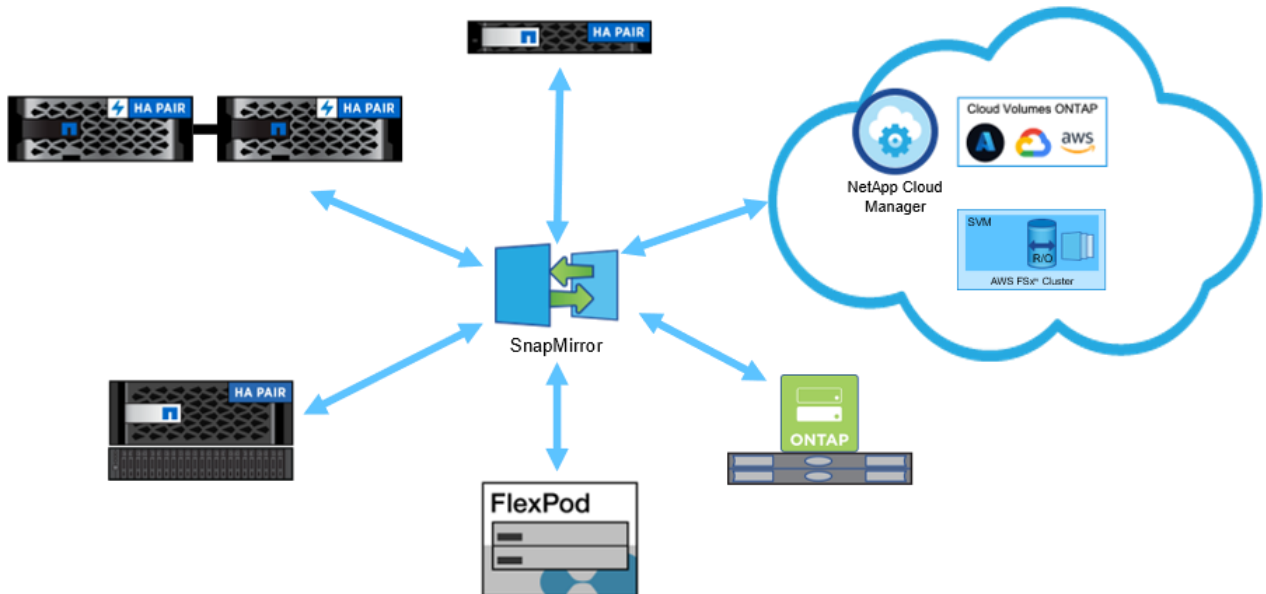 HA PAIR
HA PAIR
HA PAIR
Cloud Volumes ONTAP
aws
NetApp Cloud
Manager
SVM
R/O
AWS FSxⁿ Cluster
SnapMirror
HA PAIR
ONTAP
FlexPod